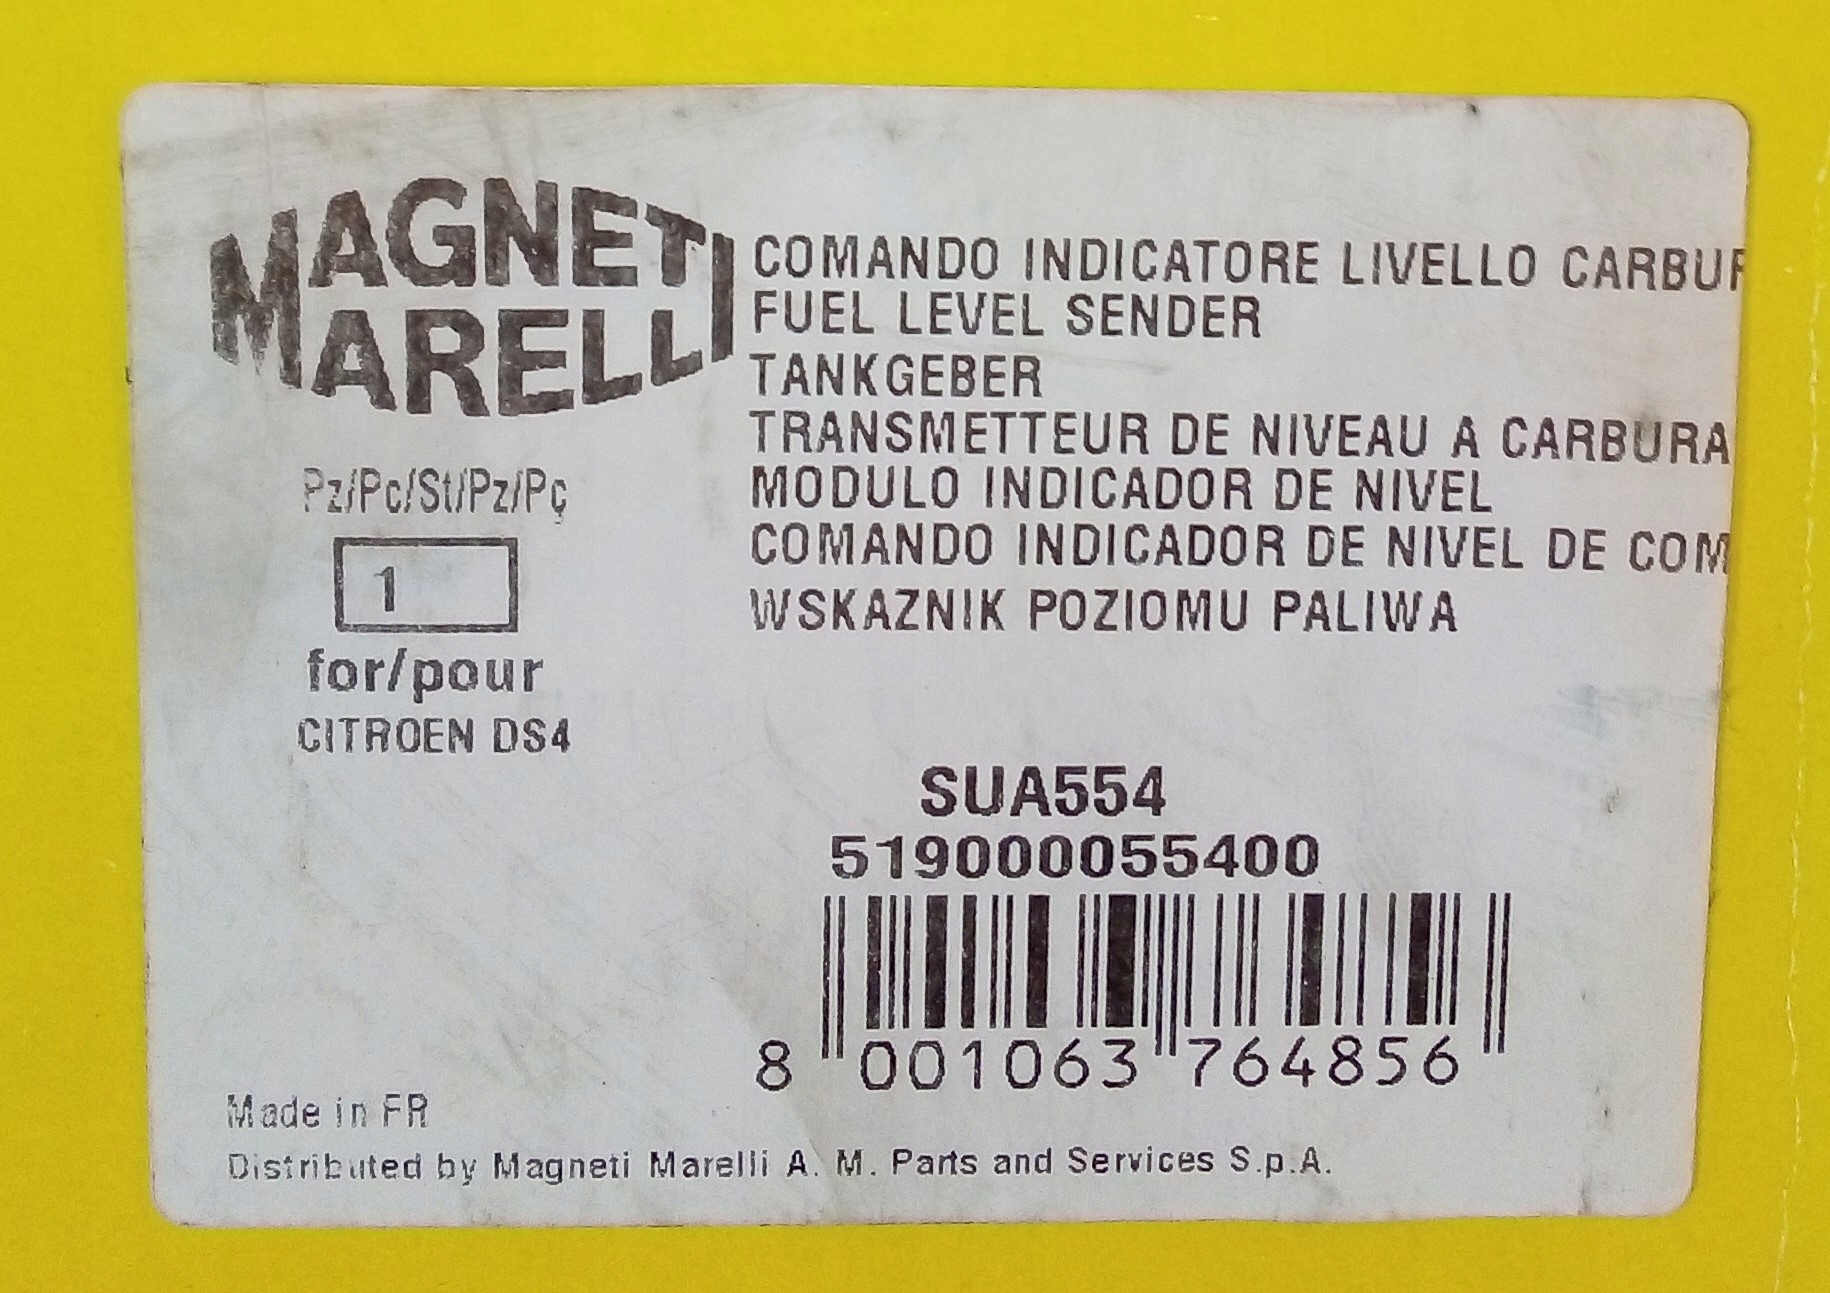 MAGNETI
MARELLI
COMANDO INDICATORE LIVELLO CARBUR
FUEL LEVEL SENDER
TANKGEBER
TRANSMETTEUR DE NIVEAU A CARBURA
MODULO INDICADOR DE NIVEL
COMANDO INDICADOR DE NIVEL DE COM
WSKAZNIK POZIOMU PALIWA
Pz/Pc/St/Pz/Pç
1
for/pour
CITROEN DS4
SUA554
519000055400
8 001063 764856
Made in FR
Distributed by Magneti Marelli A. M. Parts and Services S.p.A.